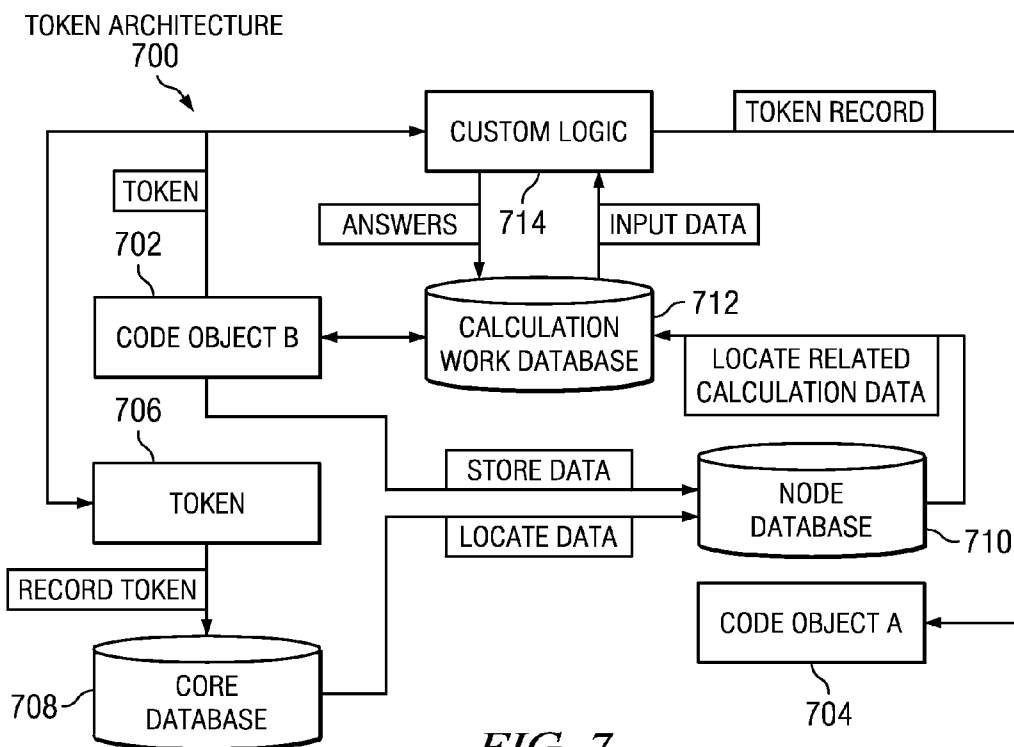 TOKEN ARCHITECTURE
700
CUSTOM LOGIC
TOKEN RECORD
TOKEN
ANSWERS
714
INPUT DATA
702
CODE OBJECT B
CALCULATION
WORK DATABASE
712
LOCATE RELATED
CALCULATION DATA
706
TOKEN
STORE DATA
LOCATE DATA
NODE
DATABASE
710
RECORD TOKEN
CODE OBJECT A
708
CORE
DATABASE
704
FIG. 7